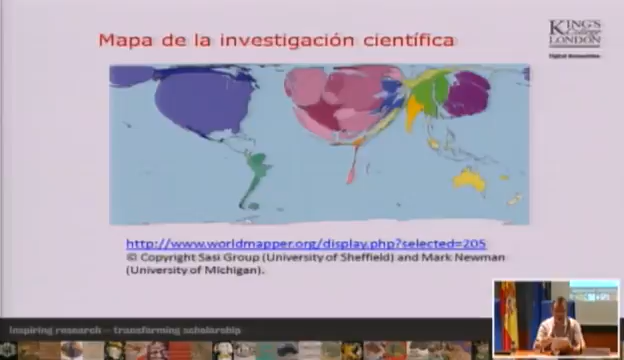 Mapa de la investigación científica
KING'S
College
LONDON
Digital Humanities
http://www.worldmapper.org/display.php?selected=205
© Copyright Sasi Group (University of Sheffield) and Mark Newman
(University of Michigan).
Inspiring research – transforming scholarship